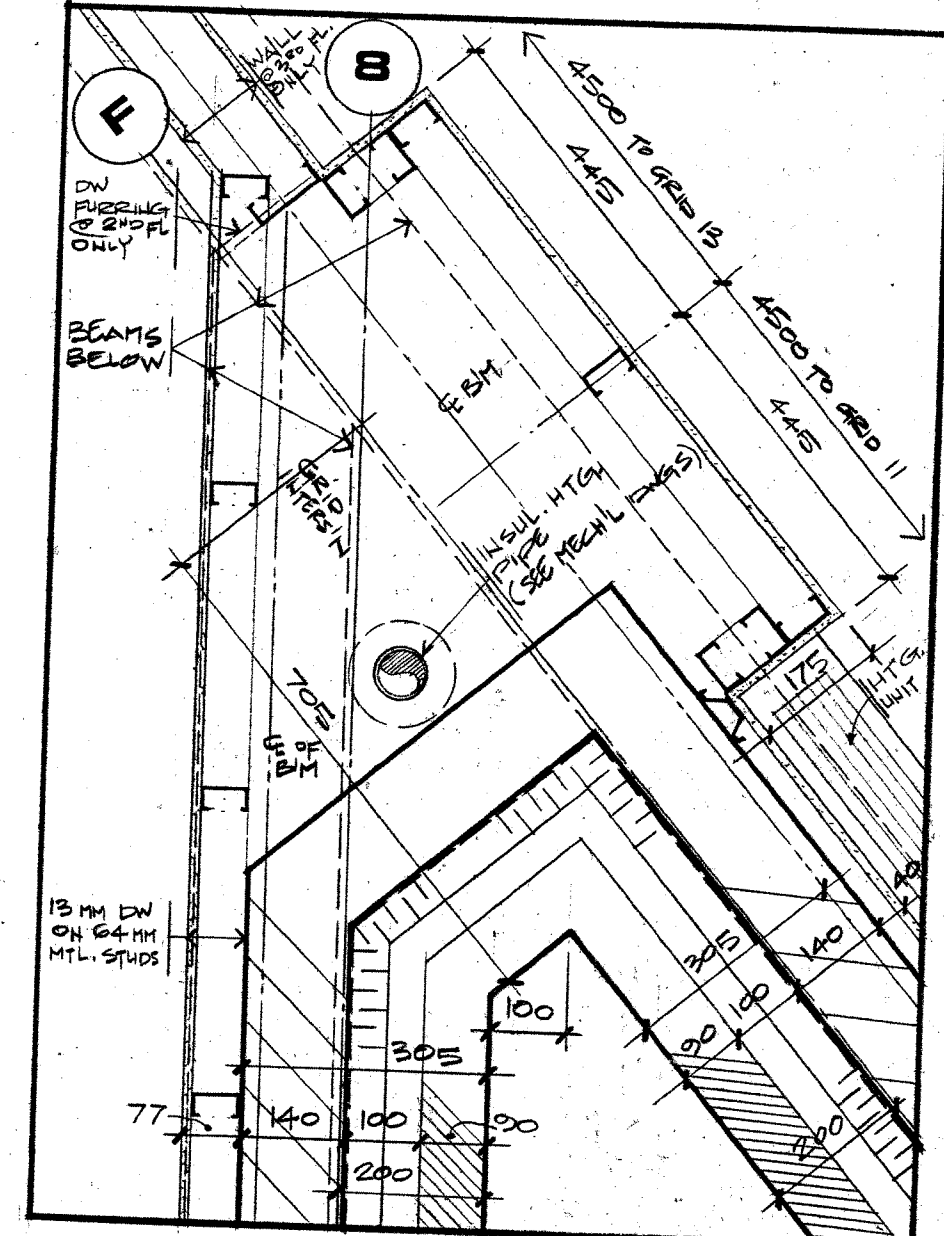 F
8
WALL
@ 3RD FL.
ONLY
DW
FURRING
@ 2ND FL
ONLY
4500 TO GRID 13
445
BEAMS
BELOW
4500 TO GRID 11
445
℄ BM
GRID
INTERS'N
INSUL. HTG.
PIPE
(SEE MECH'L DWGS)
705
℄ OF
BM
175
HTG.
UNIT
13 MM DW
ON 64 MM
MTL. STUDS
40
305
140
100
90
200
100
305
77
140
100
90
200